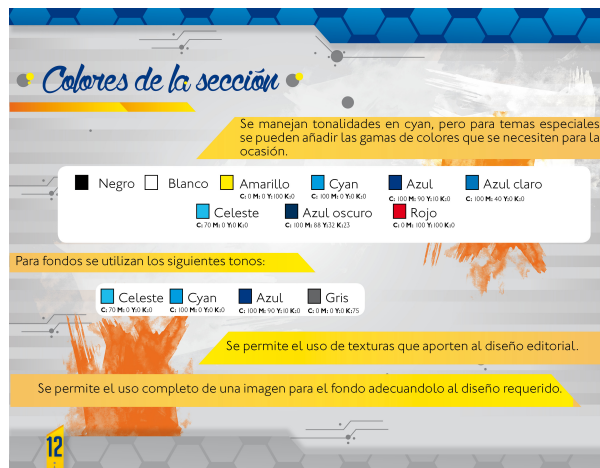 Colores de la sección
Se manejan tonalidades en cyan, pero para temas especiales
se pueden añadir las gamas de colores que se necesiten para la
ocasión.
Negro Blanco Amarillo Cyan Azul Azul claro
C: 0 M: 0 Y: 100 K: 0 C: 100 M: 0 Y: 0 K: 0 C: 100 M: 90 Y: 10 K: 0 C: 100 M: 40 Y: 0 K: 0
Celeste Azul oscuro Rojo
C: 70 M: 0 Y: 0 K: 0 C: 100 M: 88 Y: 32 K: 23 C: 0 M: 100 Y: 100 K: 0
Para fondos se utilizan los siguientes tonos:
Celeste Cyan Azul Gris
C: 70 M: 0 Y: 0 K: 0 C: 100 M: 0 Y: 0 K: 0 C: 100 M: 90 Y: 10 K: 0 C: 0 M: 0 Y: 0 K: 75
Se permite el uso de texturas que aporten al diseño editorial.
Se permite el uso completo de una imagen para el fondo adecuandolo al diseño requerido.
12